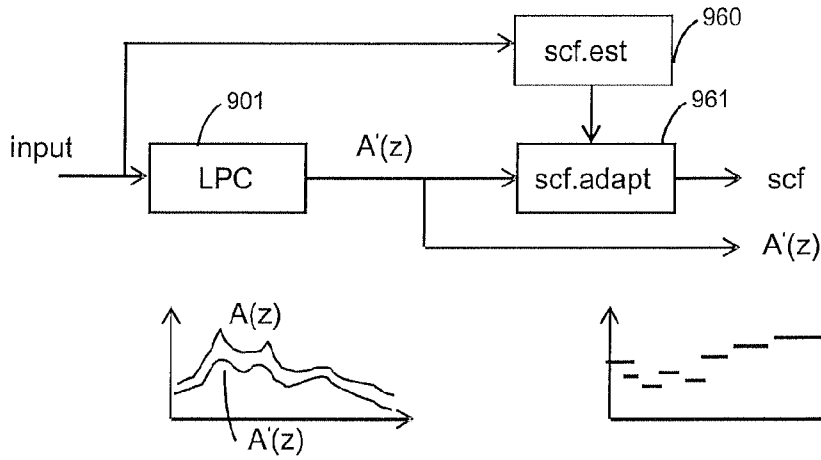 960
scf.est
961
901
input
LPC
A'(z)
scf.adapt
scf
A'(z)
A(z)
A'(z)